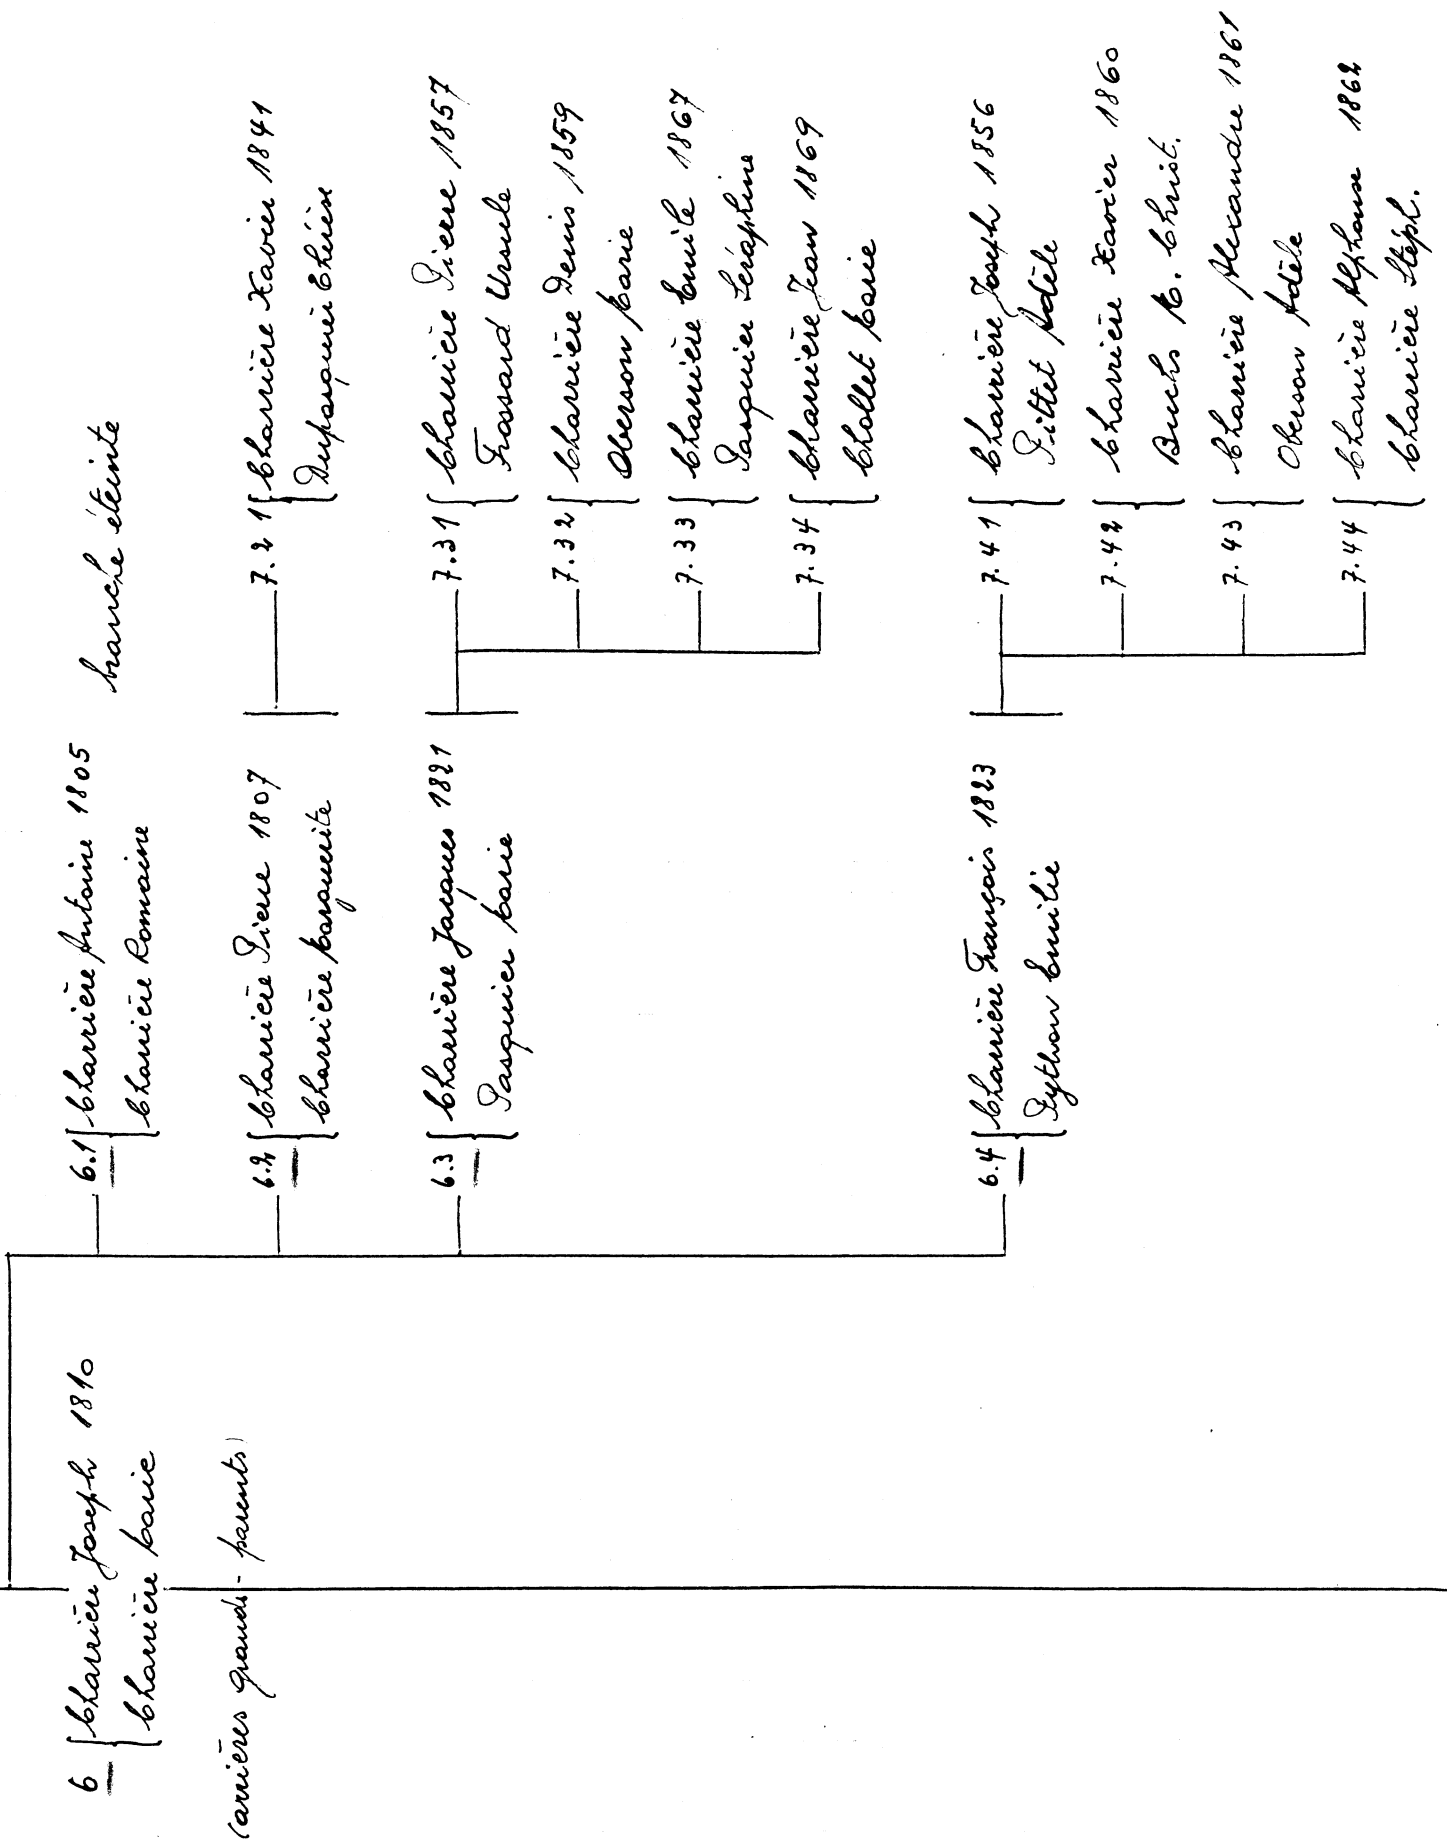 6 { Charrière Joseph 1810
Charrière Marie
(arrières grands-parents)
6.1 { Charrière Antoine 1805
Charrière Romaine
branche éteinte
6.2 { Charrière Pierre 1807
Charrière Marguerite
7.21 { Charrière Xavier 1841
Dupasquier Thérèse
6.3 { Charrière Jacques 1821
Pasquier Marie
7.31 { Charrière Pierre 1857
Frossard Ursule
7.32 { Charrière Denis 1859
Oberson Marie
7.33 { Charrière Emile 1867
Pasquier Séraphine
7.34 { Charrière Jean 1869
Chollet Marie
6.4 { Charrière François 1823
Python Emilie
7.41 { Charrière Joseph 1856
Pittet Adèle
7.42 { Charrière Xavier 1860
Buchs M. Christ.
7.43 { Charrière Alexandre 1861
Oberson Adèle
7.44 { Charrière Alphonse 1862
Charrière Stéph.